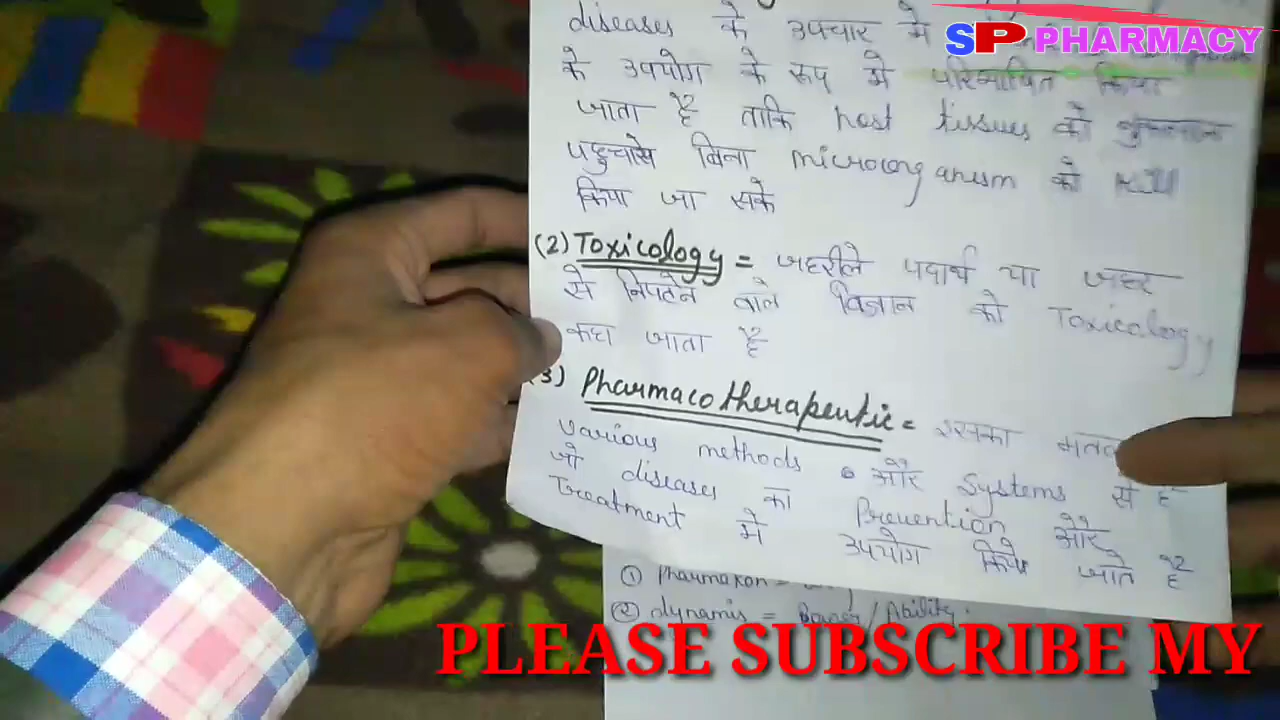 diseases के उपचार में
SP PHARMACY
के उपयोग के रूप में परिभाषित किया
जाता है ताकि host tissues को नुकसान
पहुचाये बिना microorganism को Kill
किया जा सके
(2) Toxicology = जहरीले पदार्थ या जहर
से निपटने वाले विज्ञान को Toxicology
कहा जाता है
(3) Pharmacotherapeutic = इसका
various methods और Systems से है
जो diseases का Prevention और
Treatment में उपयोग किये जाते है
① Pharmakon =
② dynamis = Power / Ability.
PLEASE SUBSCRIBE MY